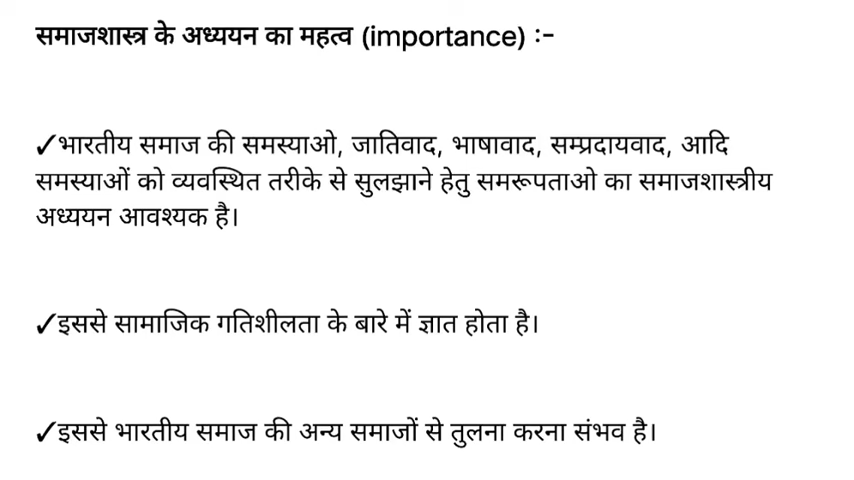 समाजशास्त्र के अध्ययन का महत्व (importance) :-
✓भारतीय समाज की समस्याओ, जातिवाद, भाषावाद, सम्प्रदायवाद, आदि
समस्याओं को व्यवस्थित तरीके से सुलझाने हेतु समरूपताओ का समाजशास्त्रीय
अध्ययन आवश्यक है।
✓इससे सामाजिक गतिशीलता के बारे में ज्ञात होता है।
✓इससे भारतीय समाज की अन्य समाजों से तुलना करना संभव है।